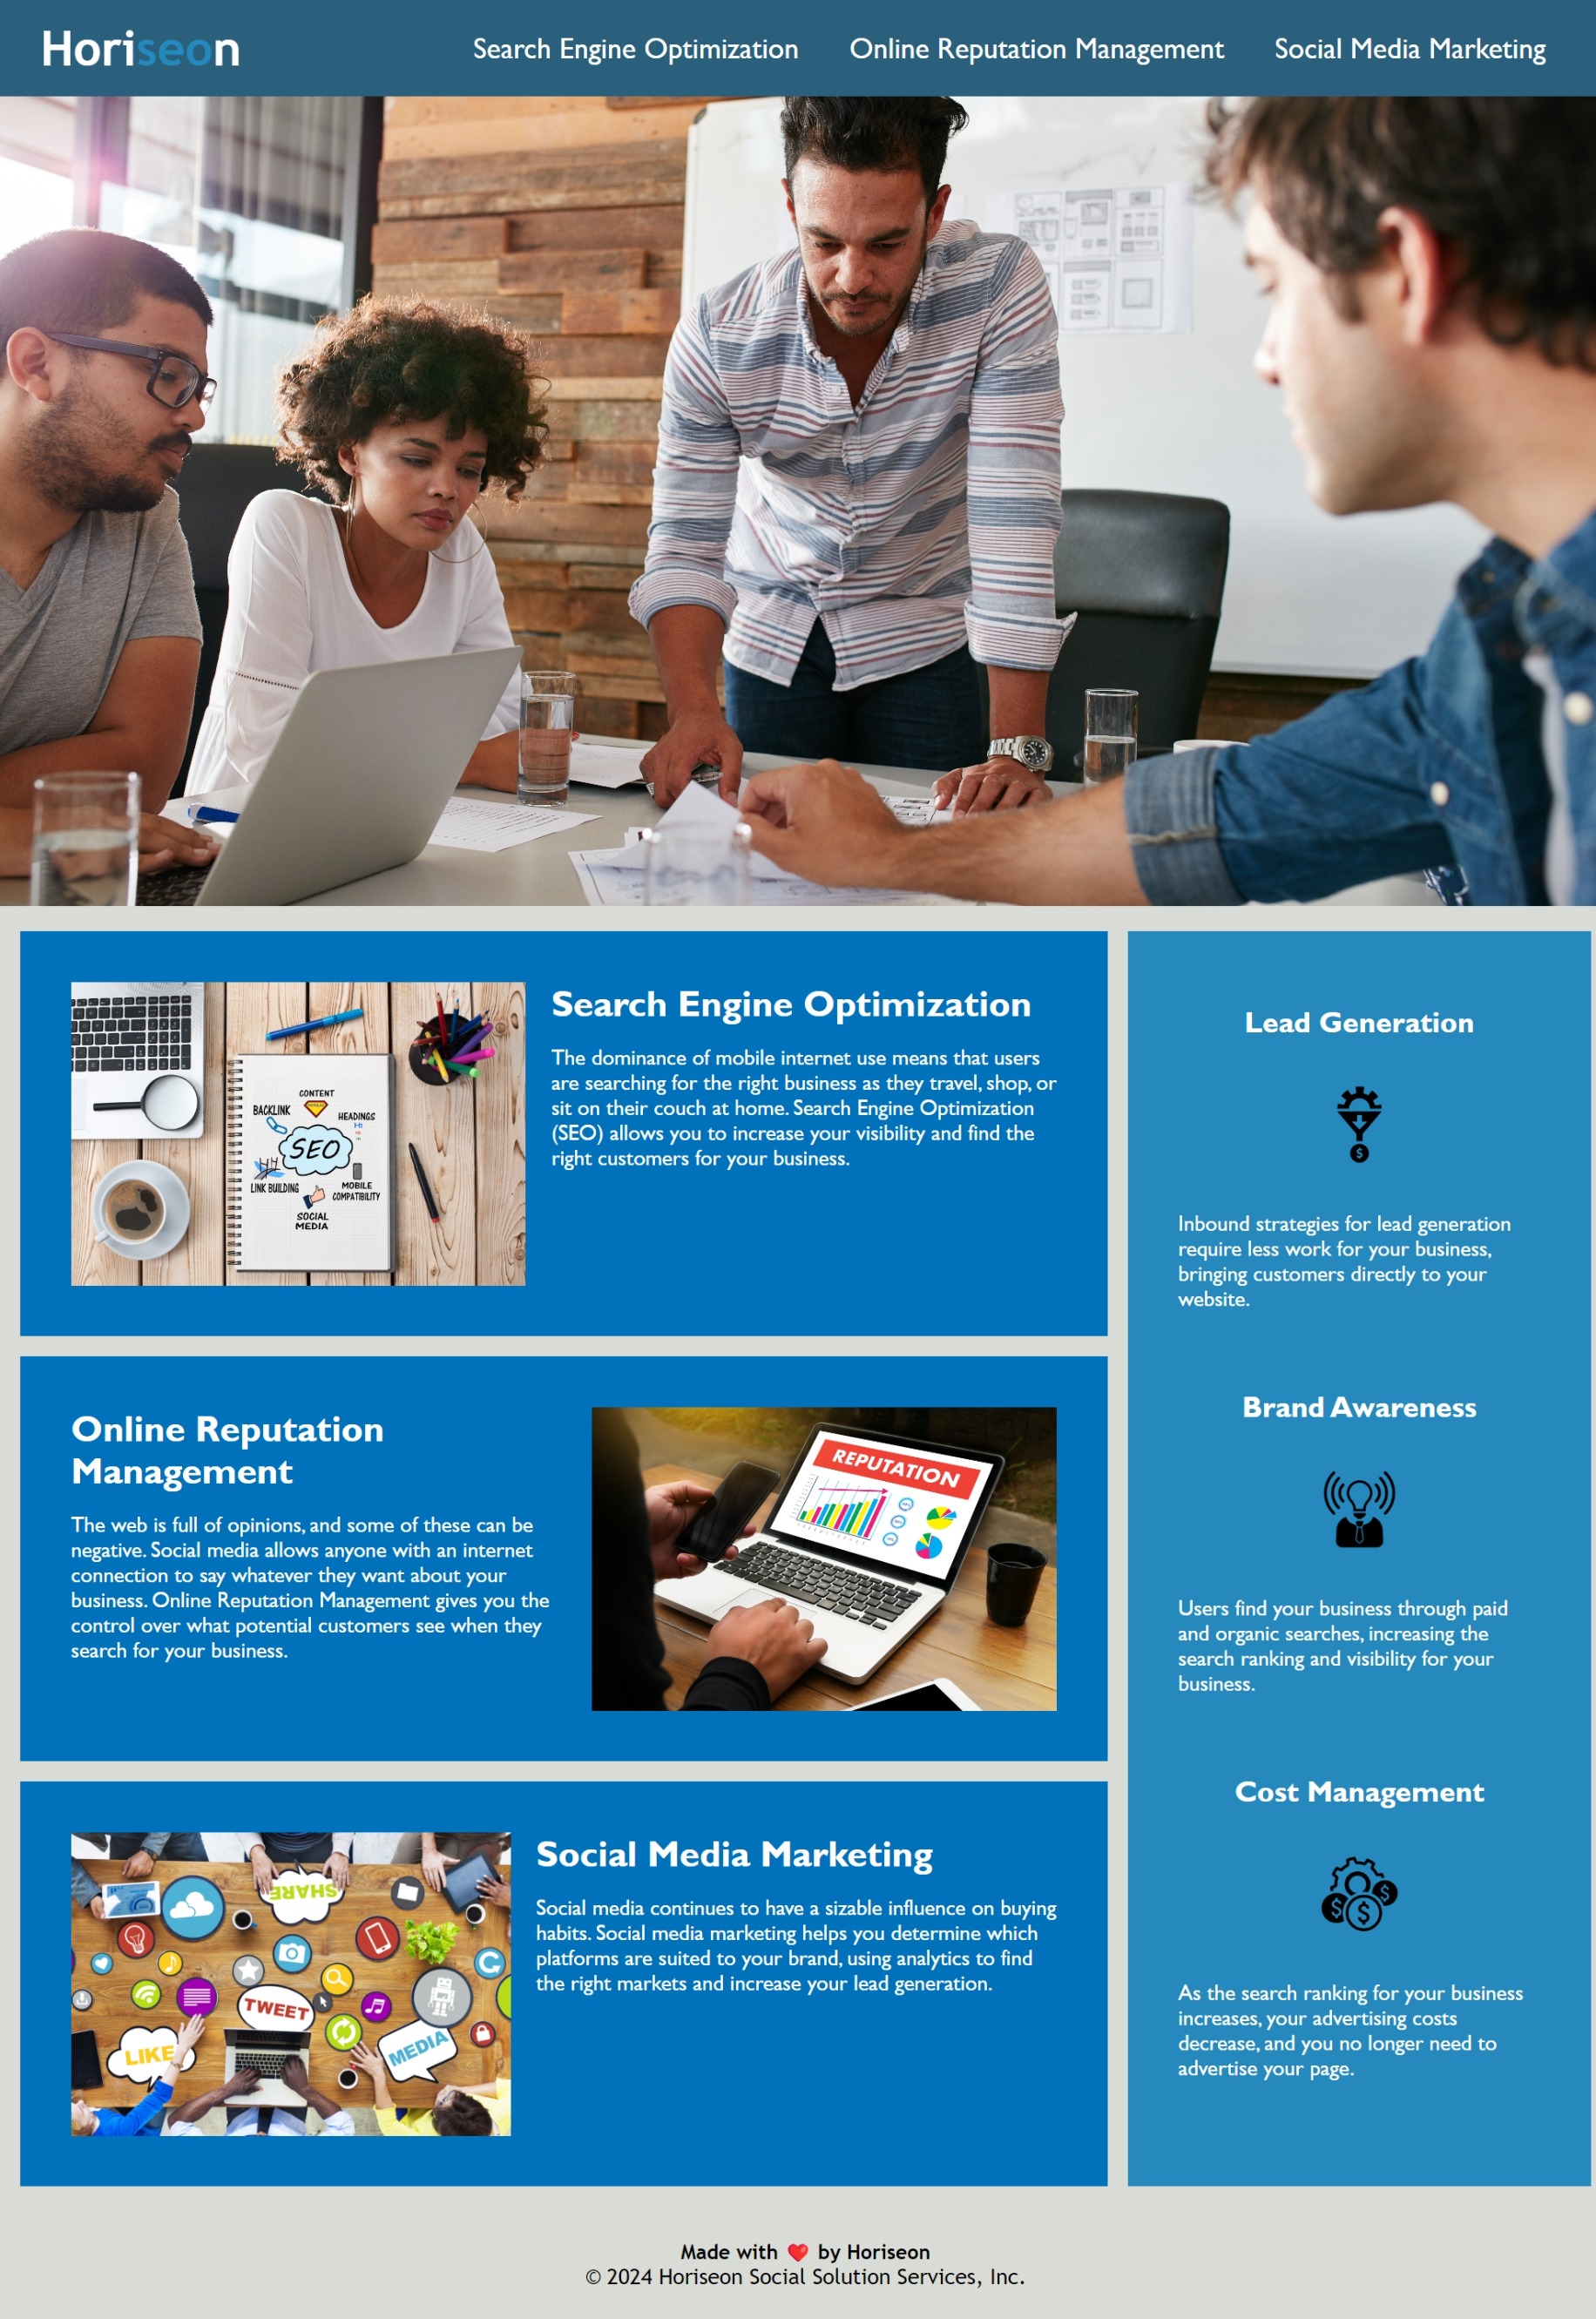 Horiseon
Search Engine Optimization
Online Reputation Management
Social Media Marketing
CONTENT
BACKLINK
HEADINGS
H1
SEO
LINK BUILDING
MOBILE
COMPATIBILITY
SOCIAL
MEDIA
Search Engine Optimization
The dominance of mobile internet use means that users
are searching for the right business as they travel, shop, or
sit on their couch at home. Search Engine Optimization
(SEO) allows you to increase your visibility and find the
right customers for your business.
Online Reputation
Management
The web is full of opinions, and some of these can be
negative. Social media allows anyone with an internet
connection to say whatever they want about your
business. Online Reputation Management gives you the
control over what potential customers see when they
search for your business.
REPUTATION
SHARE
TWEET
LIKE
MEDIA
Social Media Marketing
Social media continues to have a sizable influence on buying
habits. Social media marketing helps you determine which
platforms are suited to your brand, using analytics to find
the right markets and increase your lead generation.
Lead Generation
$
Inbound strategies for lead generation
require less work for your business,
bringing customers directly to your
website.
Brand Awareness
Users find your business through paid
and organic searches, increasing the
search ranking and visibility for your
business.
Cost Management
$ $ $
As the search ranking for your business
increases, your advertising costs
decrease, and you no longer need to
advertise your page.
Made with ❤️ by Horiseon
© 2024 Horiseon Social Solution Services, Inc.